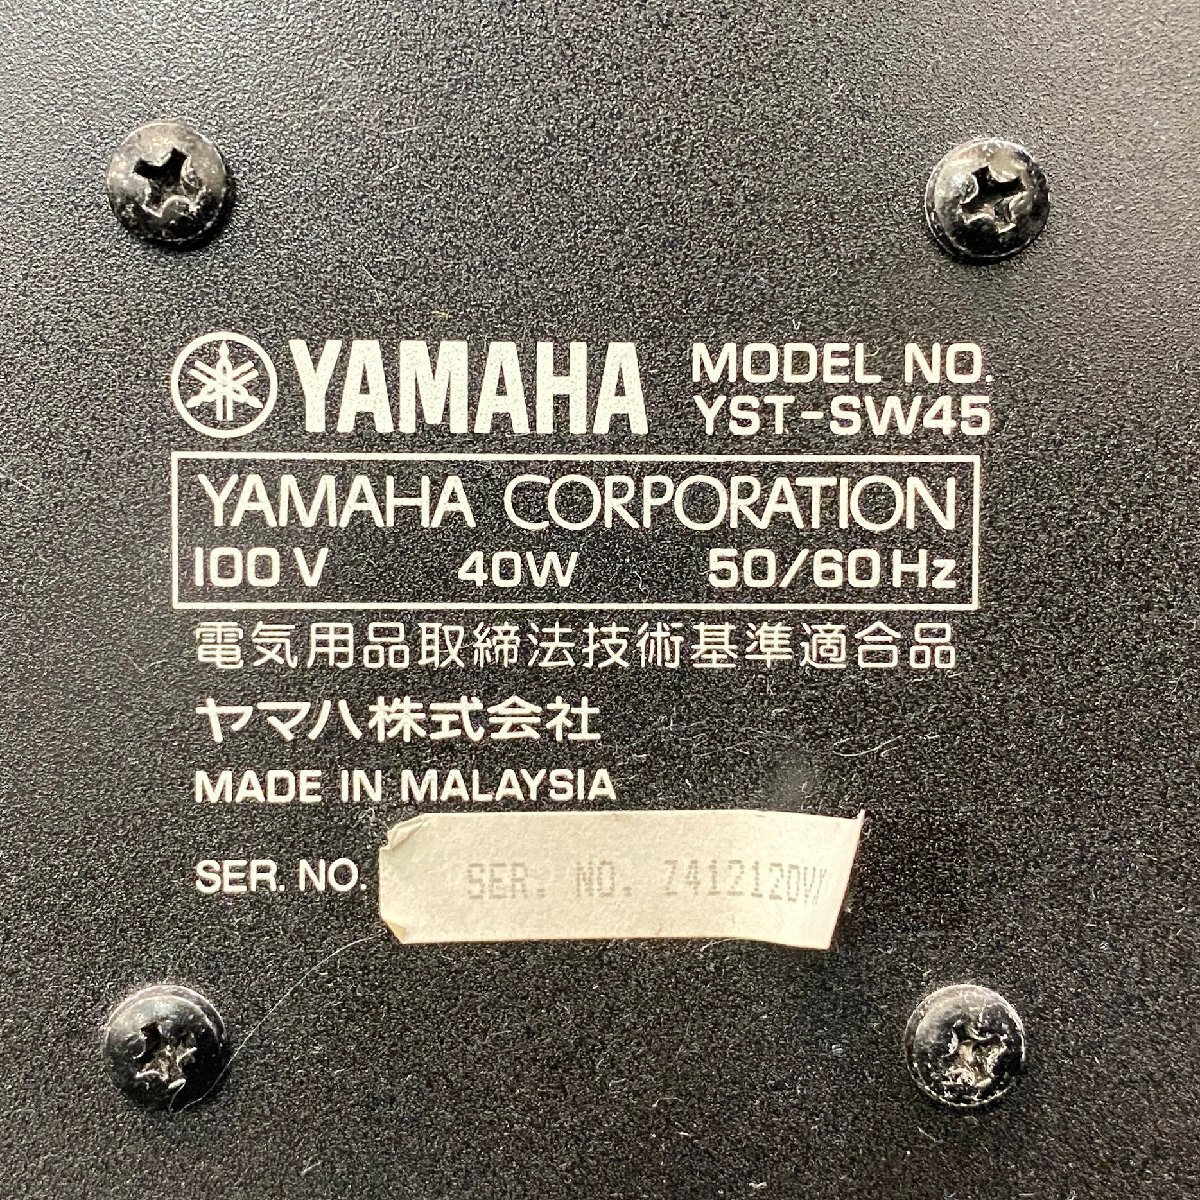 YAMAHA MODEL NO.
YST-SW45
YAMAHA CORPORATION
100V 40W 50/60Hz
電気用品取締法技術基準適合品
ヤマハ株式会社
MADE IN MALAYSIA
SER. NO.
SER. NO. Z412120VX